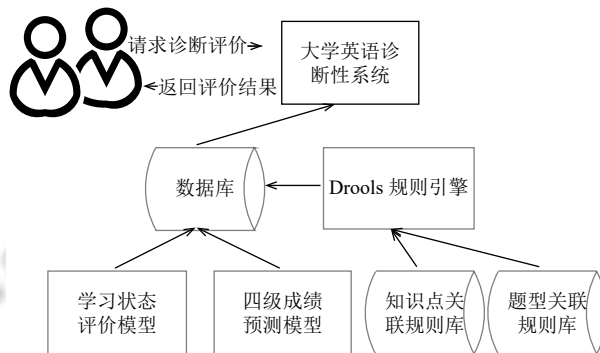 请求诊断评价
返回评价结果
大学英语诊
断性系统
数据库
Drools 规则引擎
学习状态
评价模型
四级成绩
预测模型
知识点关
联规则库
题型关联
规则库